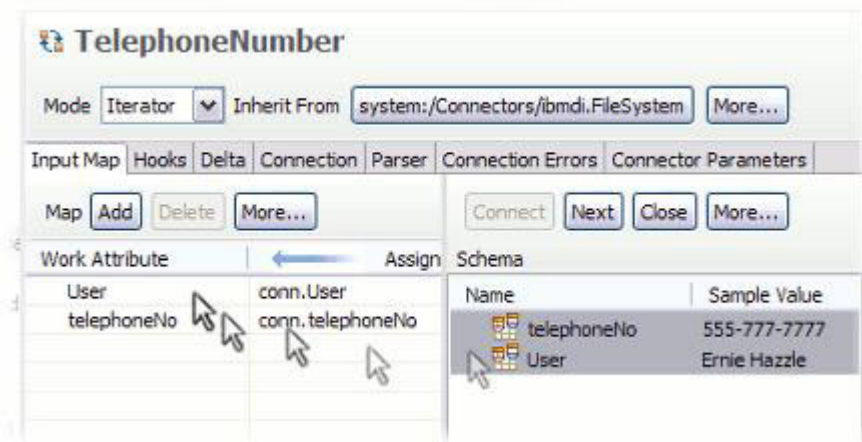 TelephoneNumber
Mode Iterator Inherit From system:/Connectors/ibmdi.FileSystem More...
Input Map Hooks Delta Connection Parser Connection Errors Connector Parameters
Map Add Delete More...
Connect Next Close More...
Work Attribute Assign
Schema
User conn.User
telephoneNo conn.telephoneNo
Name Sample Value
telephoneNo 555-777-7777
User Ernie Hazzle